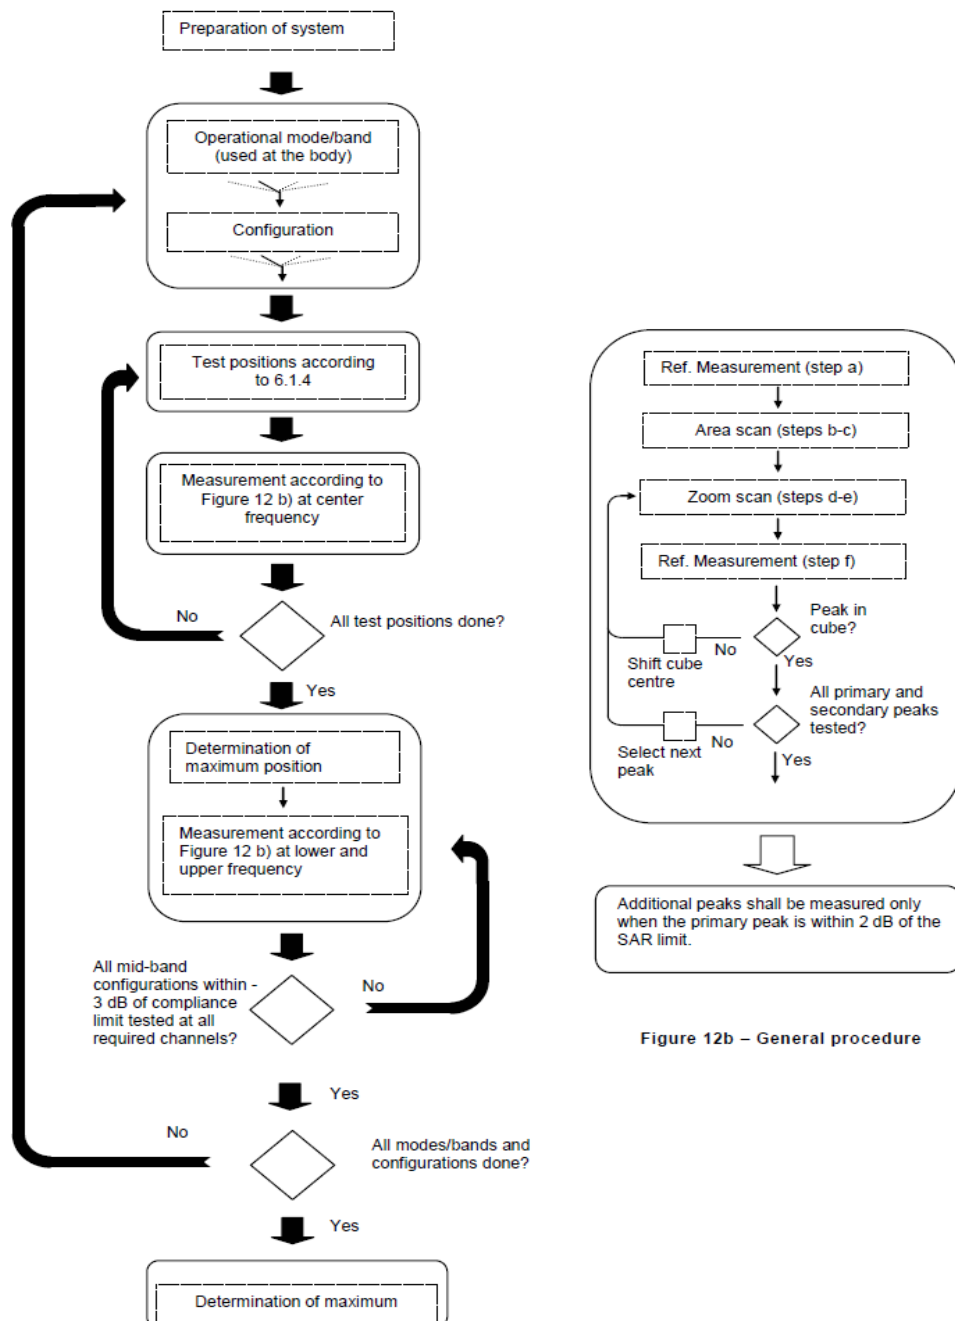 Preparation of system
Operational mode/band
(used at the body)
Configuration
Test positions according
to 6.1.4
Measurement according to
Figure 12 b) at center
frequency
No
All test positions done?
Yes
Determination of
maximum position
Measurement according to
Figure 12 b) at lower and
upper frequency
All mid-band
configurations within -
3 dB of compliance
limit tested at all
required channels?
No
Yes
No
All modes/bands and
configurations done?
Yes
Determination of maximum
Ref. Measurement (step a)
Area scan (steps b-c)
Zoom scan (steps d-e)
Ref. Measurement (step f)
Peak in
cube?
No
Shift cube
centre
Yes
All primary and
secondary peaks
tested?
No
Select next
peak
Yes
Additional peaks shall be measured only
when the primary peak is within 2 dB of the
SAR limit.
Figure 12b – General procedure